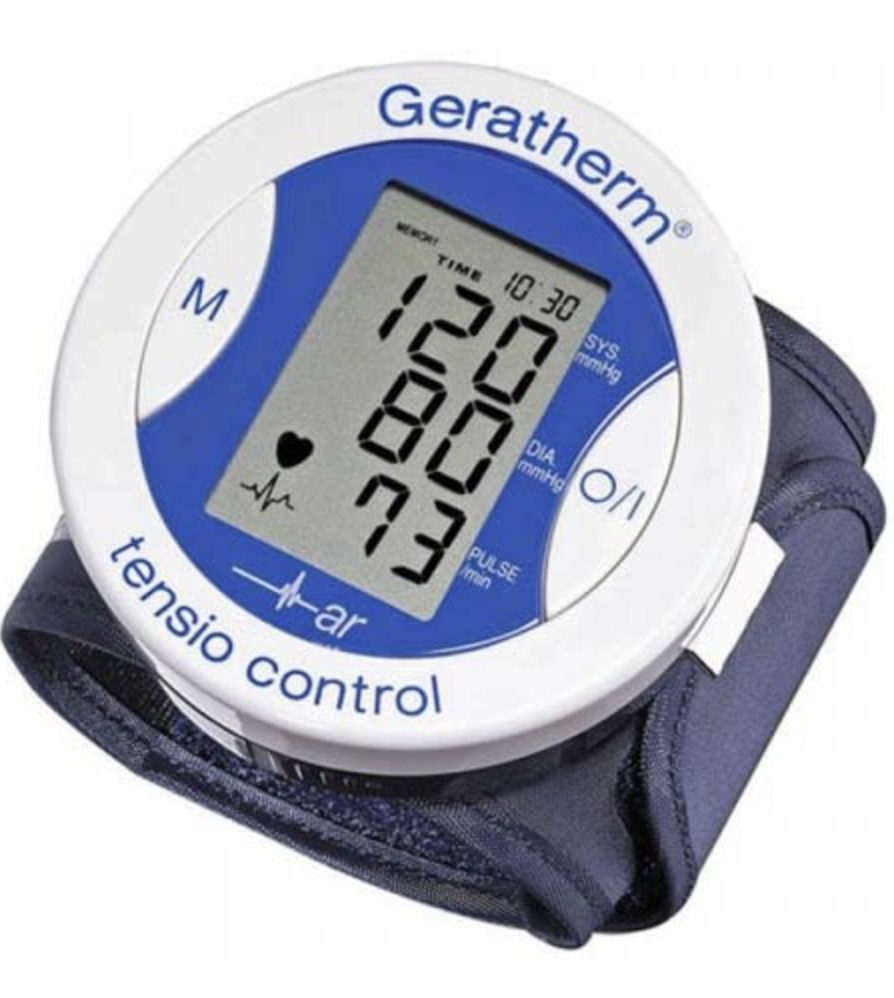 Geratherm®
M
MEMORY
TIME 10:30
120
SYS.
mmHg
80
DIA.
mmHg
O/I
73
PULSE
/min
ar
tensio control